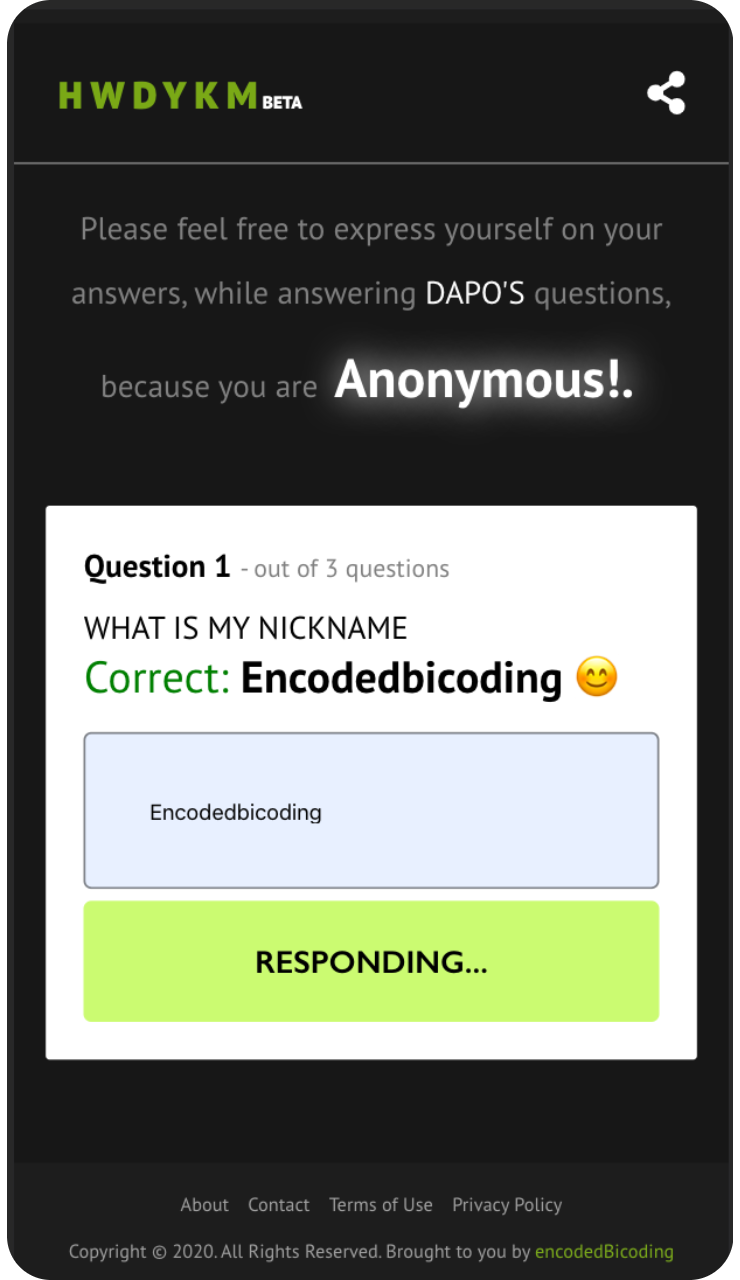 HWDYKM BETA
Please feel free to express yourself on your
answers, while answering DAPO'S questions,
because you are Anonymous!.
Question 1 - out of 3 questions
WHAT IS MY NICKNAME
Correct: Encodedbicoding 😊
Encodedbicoding
RESPONDING...
About Contact Terms of Use Privacy Policy
Copyright © 2020. All Rights Reserved. Brought to you by encodedBicoding